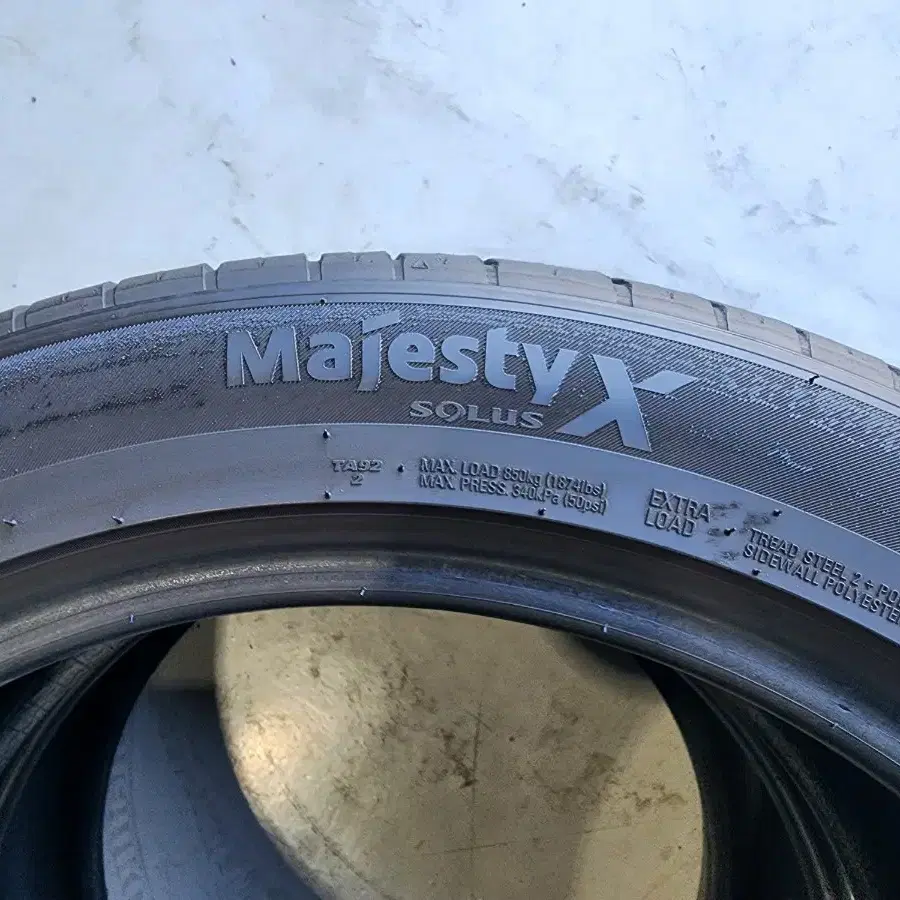 Majesty X
SOLUS
TA92
2
MAX. LOAD 850kg (1874lbs)
MAX. PRESS. 340kPa (50psi)
EXTRA
LOAD
TREAD STEEL 2 + PO
SIDEWALL POLYESTE